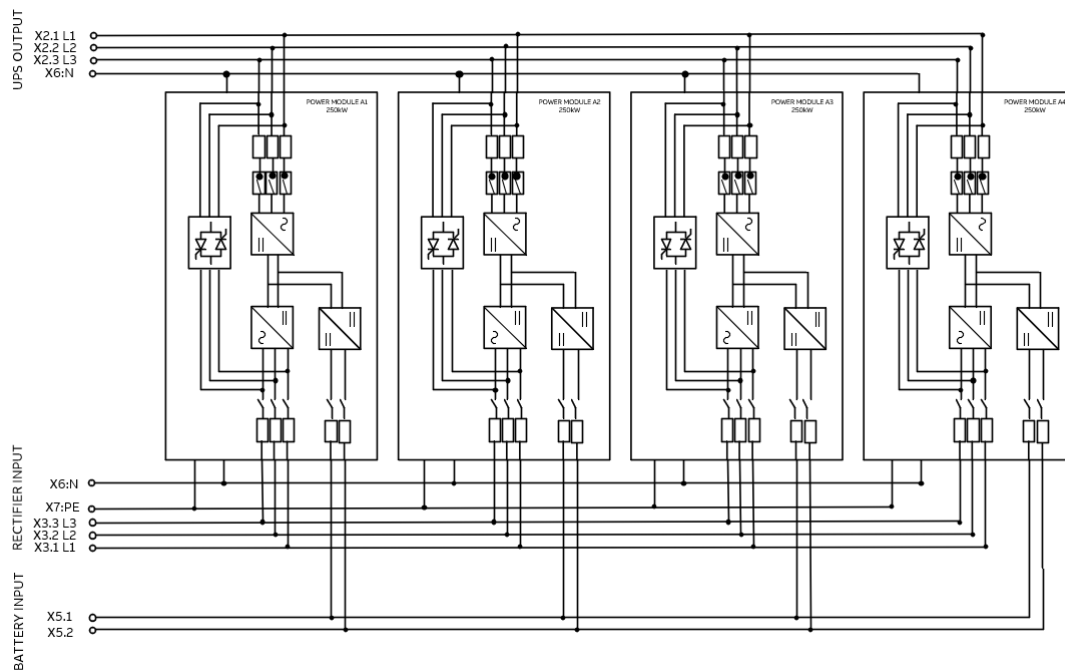 UPS OUTPUT
X2.1 L1
X2.2 L2
X2.3 L3
X6:N
POWER MODULE A1
250kW
POWER MODULE A2
250kW
POWER MODULE A3
250kW
POWER MODULE A4
250kW
RECTIFIER INPUT
X6:N
X7:PE
X3.3 L3
X3.2 L2
X3.1 L1
BATTERY INPUT
X5.1
X5.2